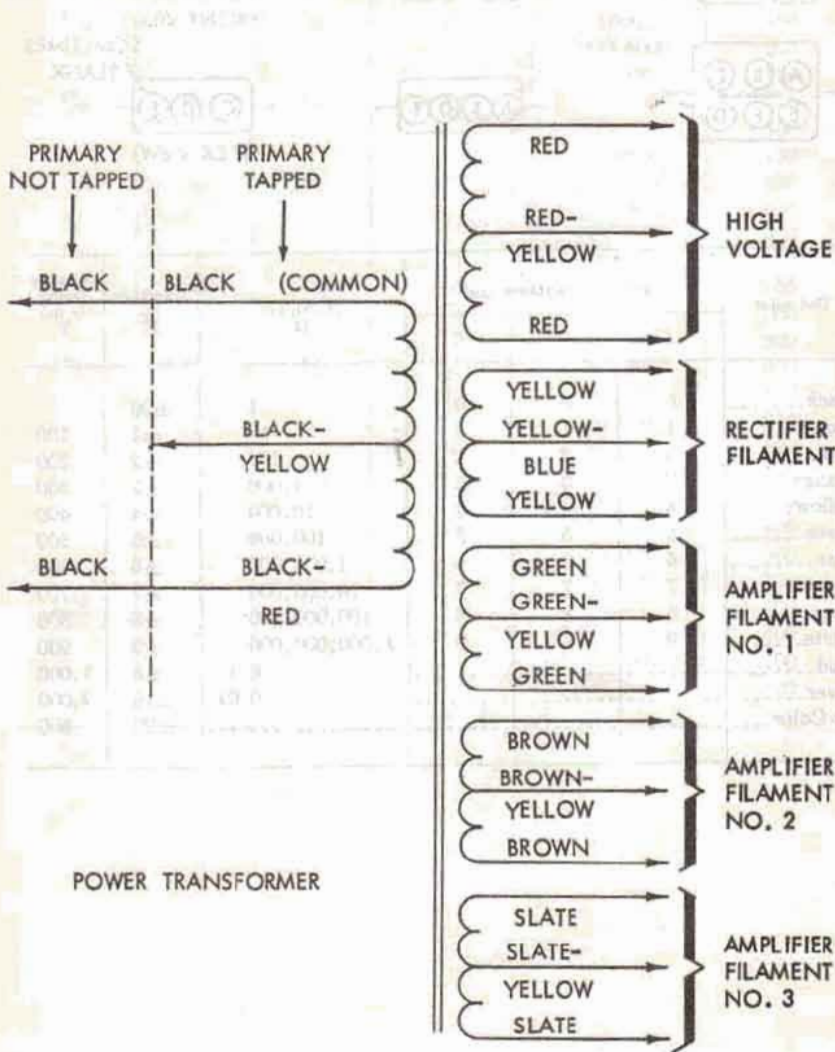 PRIMARY
NOT TAPPED
PRIMARY
TAPPED
BLACK
BLACK (COMMON)
BLACK-
YELLOW
BLACK
BLACK-
RED
RED
RED-
YELLOW
RED
HIGH
VOLTAGE
YELLOW
YELLOW-
BLUE
YELLOW
RECTIFIER
FILAMENT
GREEN
GREEN-
YELLOW
GREEN
AMPLIFIER
FILAMENT
NO. 1
BROWN
BROWN-
YELLOW
BROWN
AMPLIFIER
FILAMENT
NO. 2
SLATE
SLATE-
YELLOW
SLATE
AMPLIFIER
FILAMENT
NO. 3
POWER TRANSFORMER